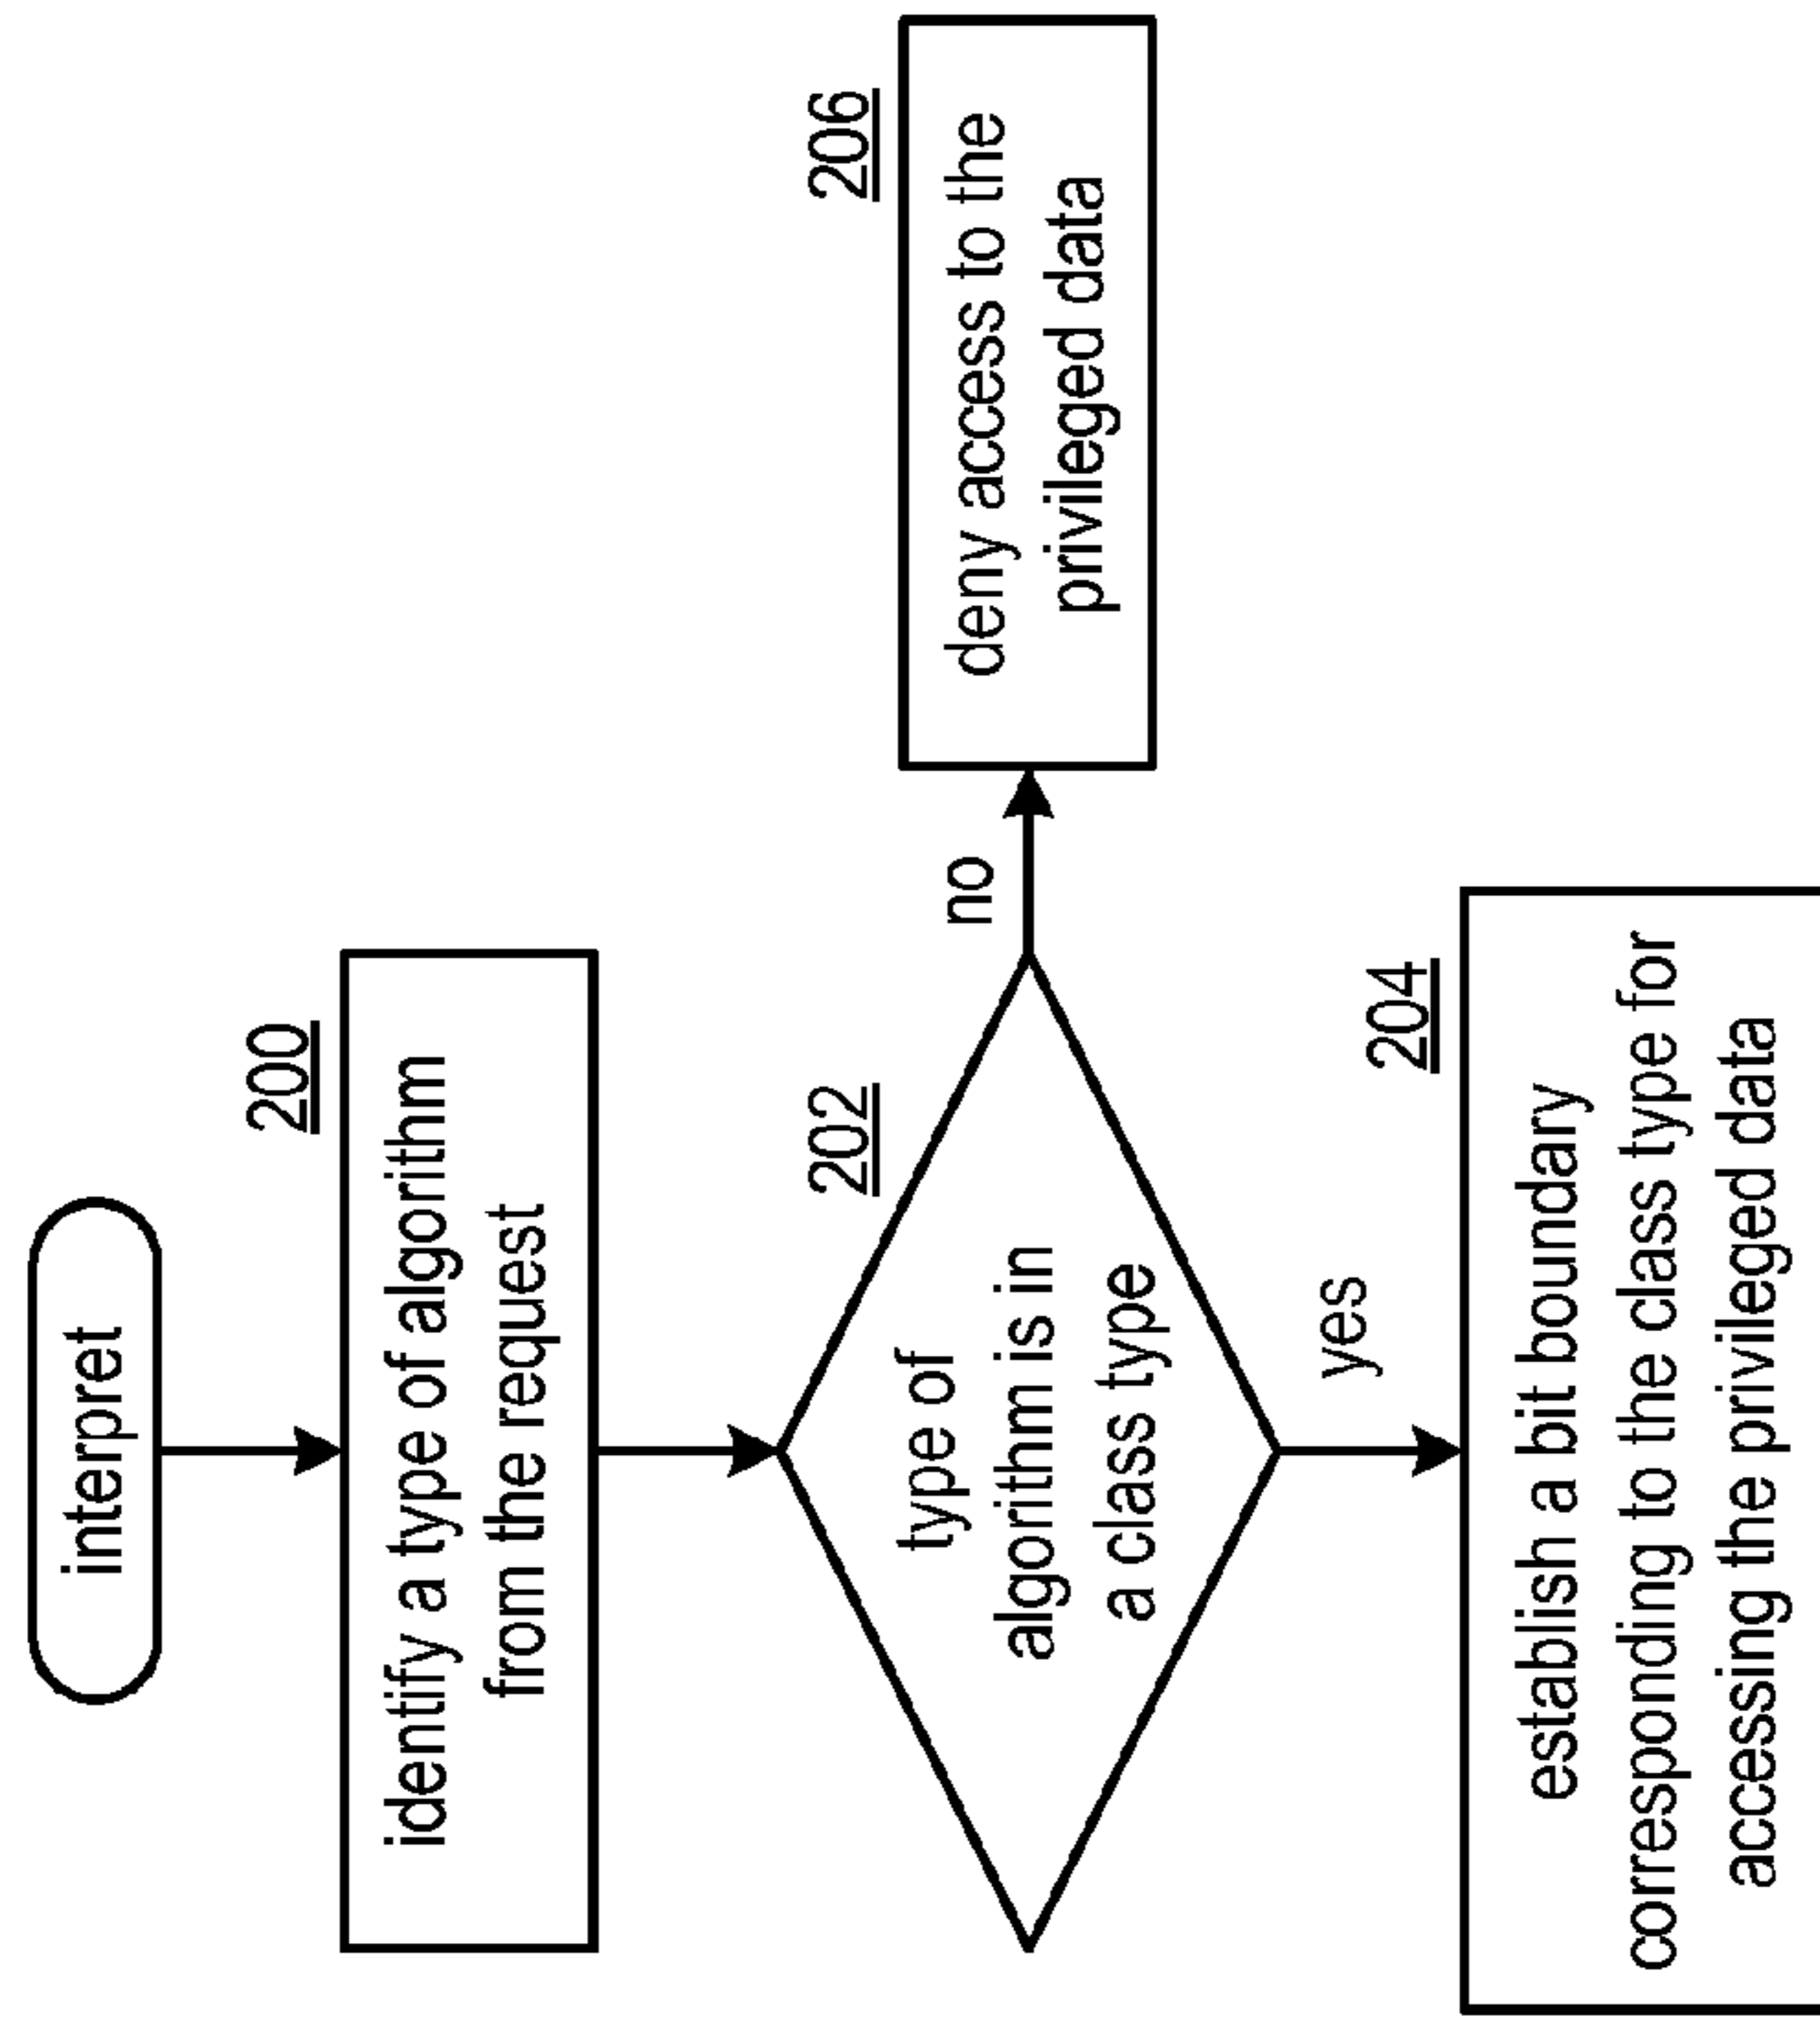 interpret
200
identify a type of algorithm
from the request
202
type of
algorithm is in
a class type
no
206
deny access to the
privileged data
yes
204
establish a bit boundary
corresponding to the class type for
accessing the privileged data